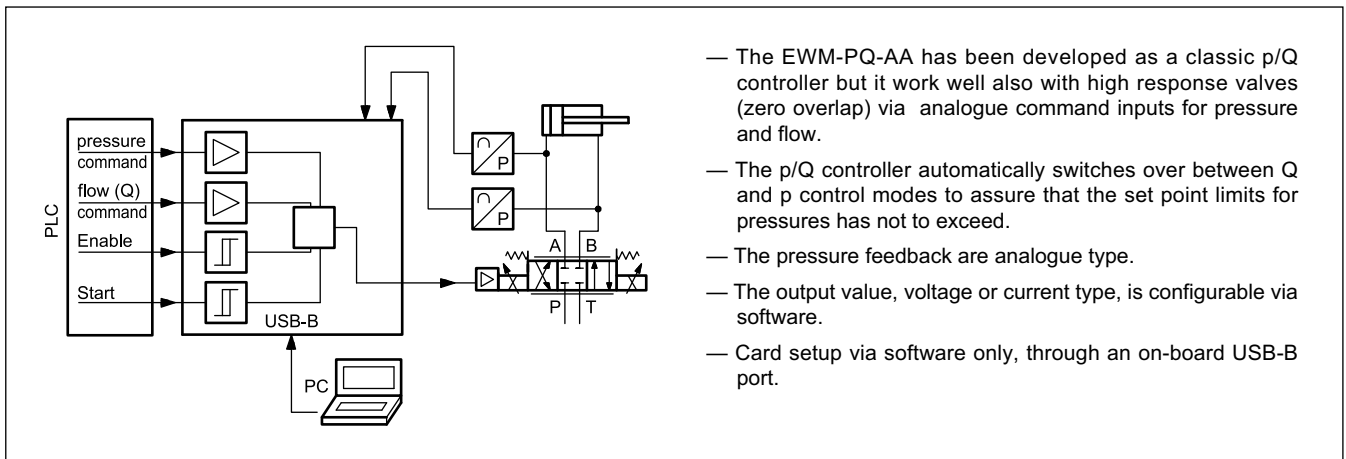 PLC
pressure
command
flow (Q)
command
Enable
Start
USB-B
PC
P
P
A B
P T
— The EWM-PQ-AA has been developed as a classic p/Q
controller but it work well also with high response valves
(zero overlap) via analogue command inputs for pressure
and flow.
— The p/Q controller automatically switches over between Q
and p control modes to assure that the set point limits for
pressures has not to exceed.
— The pressure feedback are analogue type.
— The output value, voltage or current type, is configurable via
software.
— Card setup via software only, through an on-board USB-B
port.